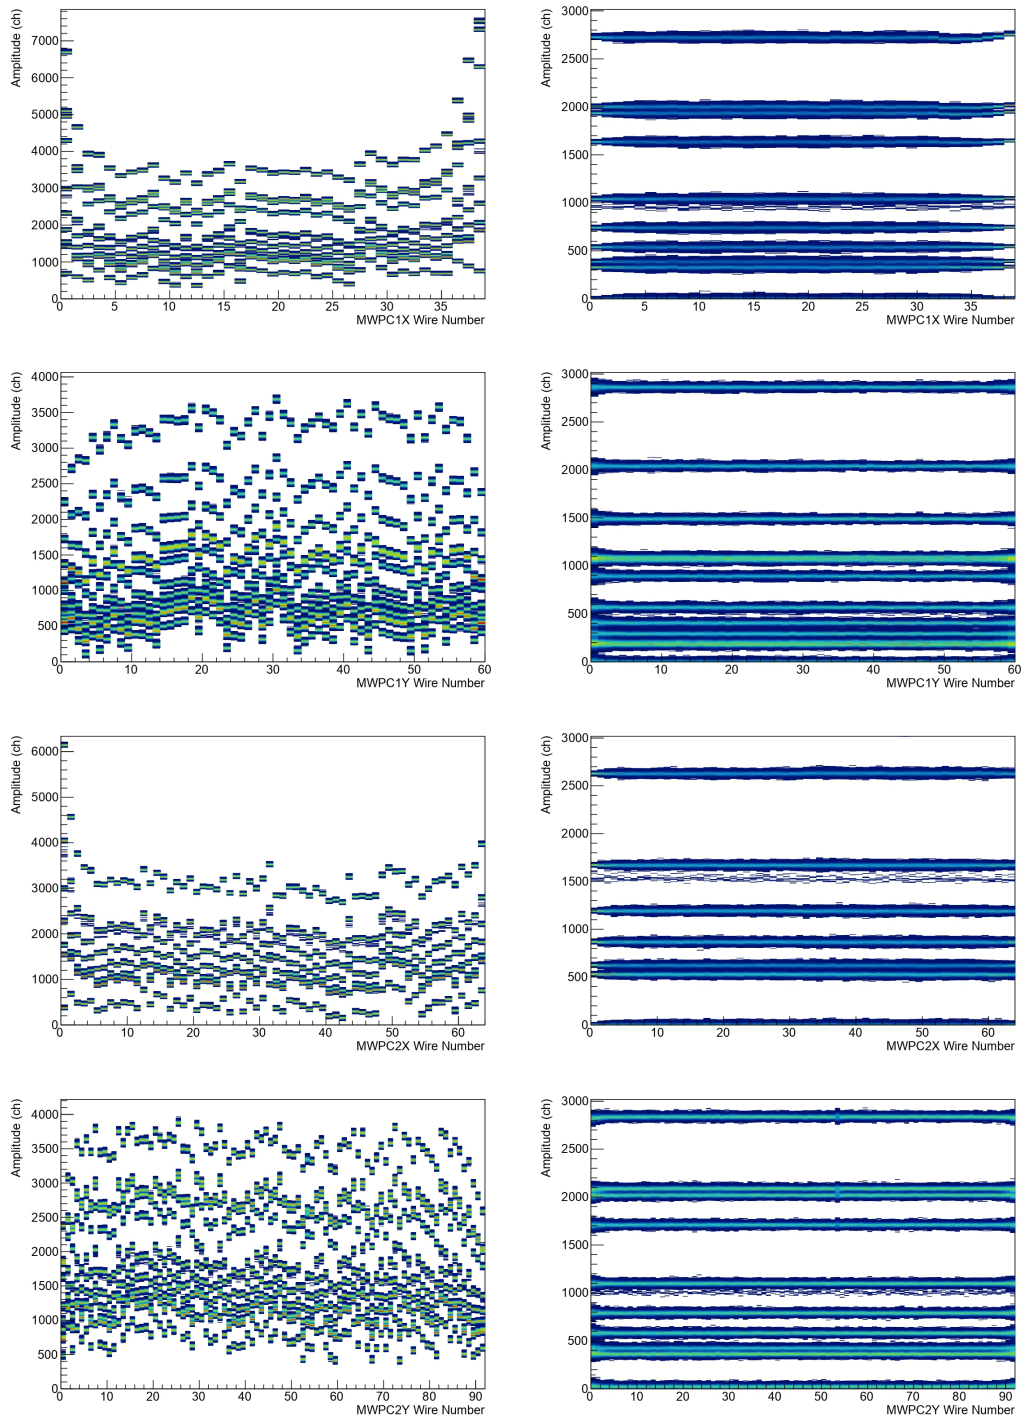 Amplitude (ch)
7000
6000
5000
4000
3000
2000
1000
0
0 5 10 15 20 25 30 35
MWPC1X Wire Number
Amplitude (ch)
3000
2500
2000
1500
1000
500
0
0 5 10 15 20 25 30 35
MWPC1X Wire Number
Amplitude (ch)
4000
3500
3000
2500
2000
1500
1000
500
0
0 10 20 30 40 50 60
MWPC1Y Wire Number
Amplitude (ch)
3000
2500
2000
1500
1000
500
0
0 10 20 30 40 50 60
MWPC1Y Wire Number
Amplitude (ch)
6000
5000
4000
3000
2000
1000
0
0 10 20 30 40 50 60
MWPC2X Wire Number
Amplitude (ch)
3000
2500
2000
1500
1000
500
0
0 10 20 30 40 50 60
MWPC2X Wire Number
Amplitude (ch)
4000
3500
3000
2500
2000
1500
1000
500
0
0 10 20 30 40 50 60 70 80 90
MWPC2Y Wire Number
Amplitude (ch)
3000
2500
2000
1500
1000
500
0
0 10 20 30 40 50 60 70 80 90
MWPC2Y Wire Number